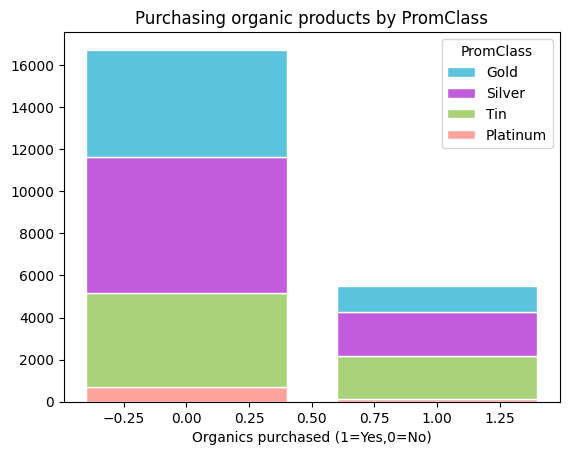 Purchasing organic products by PromClass
PromClass
Gold
Silver
Tin
Platinum
16000
14000
12000
10000
8000
6000
4000
2000
0
−0.25 0.00 0.25 0.50 0.75 1.00 1.25
Organics purchased (1=Yes,0=No)